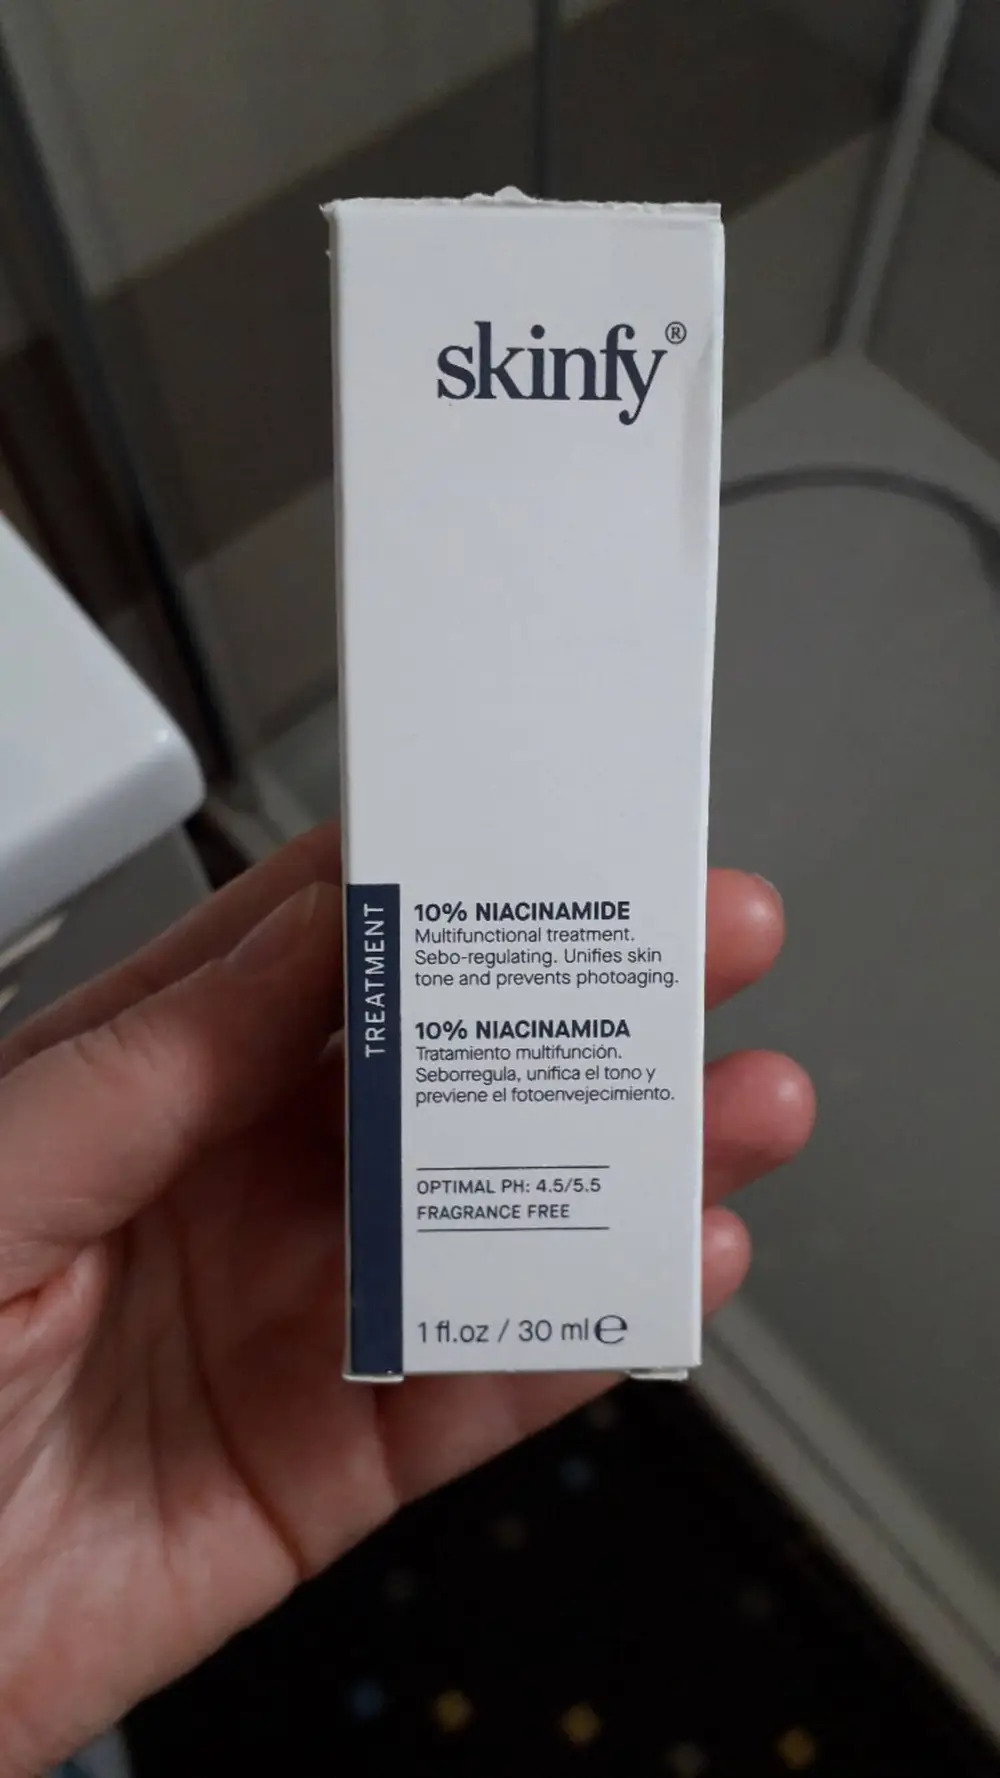 skinfy®
TREATMENT
10% NIACINAMIDE
Multifunctional treatment.
Sebo-regulating. Unifies skin
tone and prevents photoaging.
10% NIACINAMIDA
Tratamiento multifunción.
Seborregula, unifica el tono y
previene el fotoenvejecimiento.
OPTIMAL PH: 4.5/5.5
FRAGRANCE FREE
1 fl.oz / 30 ml ℮